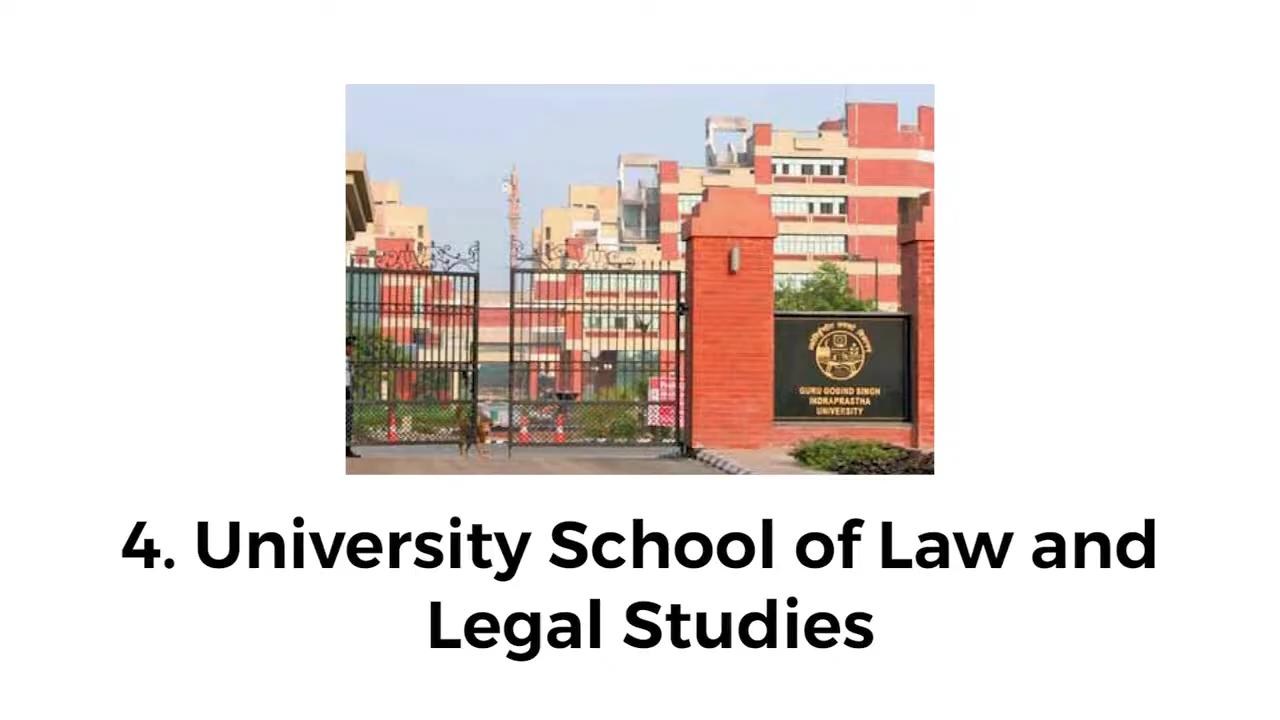 GURU GOBIND SINGH
INDRAPRASTHA
UNIVERSITY
4. University School of Law and
Legal Studies